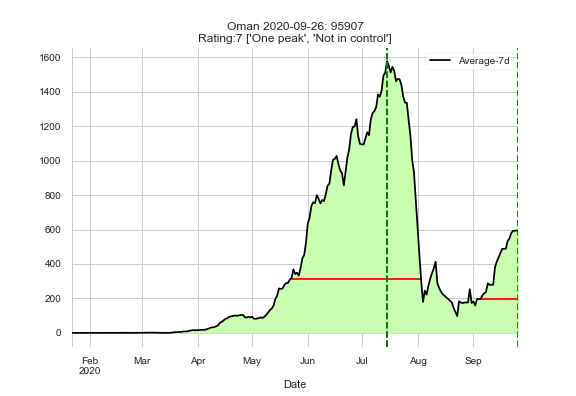 Oman 2020-09-26: 95907
Rating:7 ['One peak', 'Not in control']
Average-7d
1600
1400
1200
1000
800
600
400
200
0
Feb Mar Apr May Jun Jul Aug Sep
2020
Date